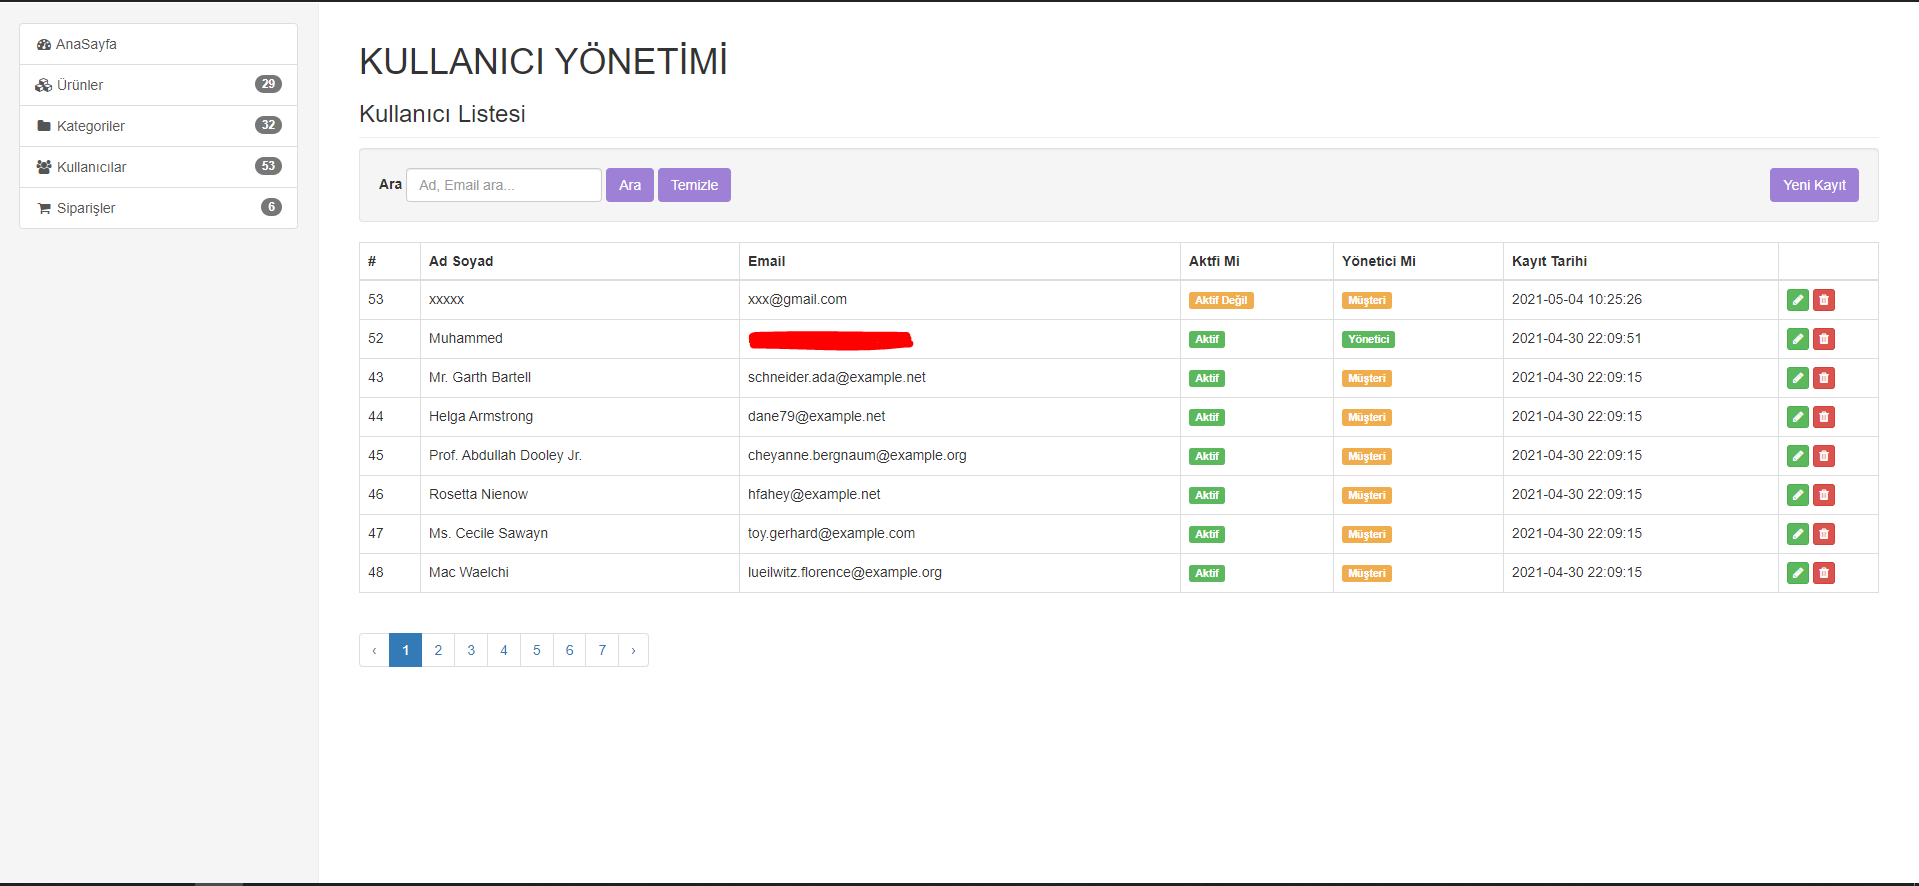 AnaSayfa
Ürünler 29
Kategoriler 32
Kullanıcılar 53
Siparişler 6
KULLANICI YÖNETİMİ
Kullanıcı Listesi
Ara Ad, Email ara... Ara Temizle Yeni Kayıt
# Ad Soyad Email Aktfi Mi Yönetici Mi Kayıt Tarihi
53 xxxxx xxx@gmail.com Aktif Değil Müşteri 2021-05-04 10:25:26
52 Muhammed Aktif Yönetici 2021-04-30 22:09:51
43 Mr. Garth Bartell schneider.ada@example.net Aktif Müşteri 2021-04-30 22:09:15
44 Helga Armstrong dane79@example.net Aktif Müşteri 2021-04-30 22:09:15
45 Prof. Abdullah Dooley Jr. cheyanne.bergnaum@example.org Aktif Müşteri 2021-04-30 22:09:15
46 Rosetta Nienow hfahey@example.net Aktif Müşteri 2021-04-30 22:09:15
47 Ms. Cecile Sawayn toy.gerhard@example.com Aktif Müşteri 2021-04-30 22:09:15
48 Mac Waelchi lueilwitz.florence@example.org Aktif Müşteri 2021-04-30 22:09:15
‹ 1 2 3 4 5 6 7 ›